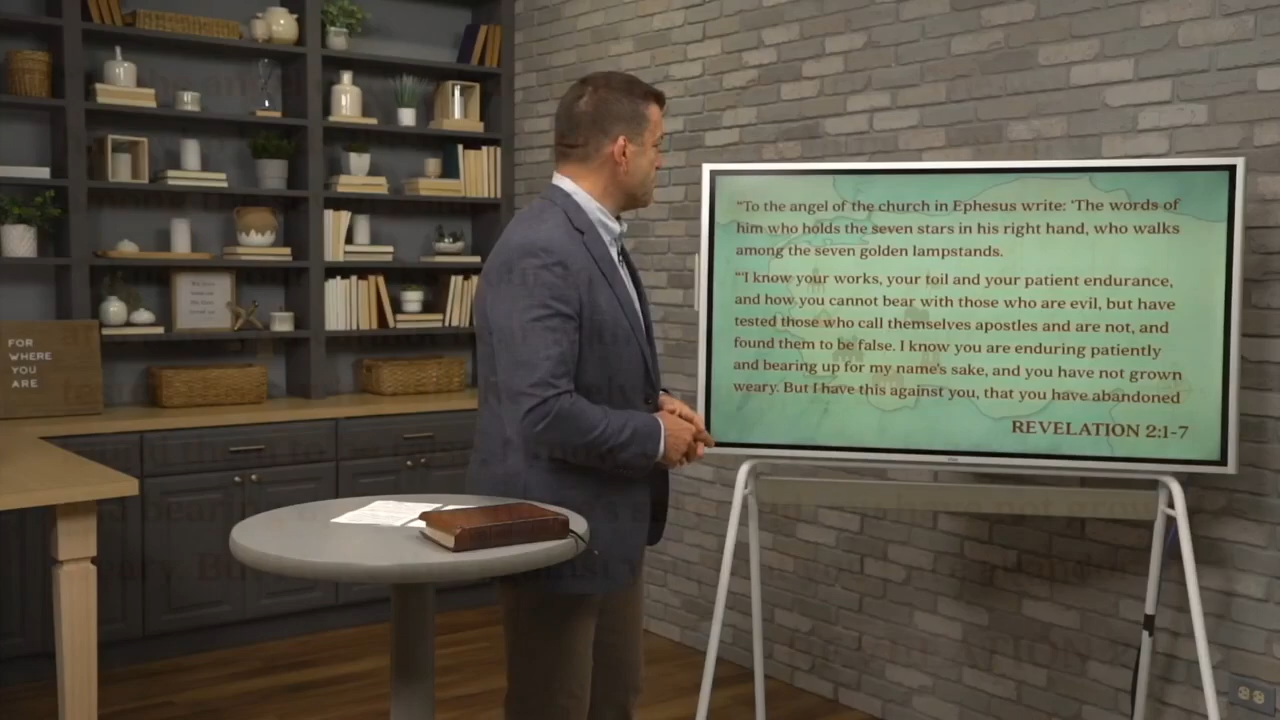 “To the angel of the church in Ephesus write: ‘The words of
him who holds the seven stars in his right hand, who walks
among the seven golden lampstands.
“‘I know your works, your toil and your patient endurance,
and how you cannot bear with those who are evil, but have
tested those who call themselves apostles and are not, and
found them to be false. I know you are enduring patiently
and bearing up for my name's sake, and you have not grown
weary. But I have this against you, that you have abandoned
REVELATION 2:1-7
FOR
WHERE
YOU
ARE